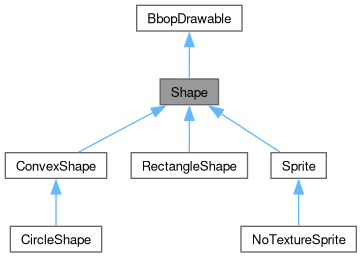 BbopDrawable
Shape
ConvexShape
RectangleShape
Sprite
CircleShape
NoTextureSprite